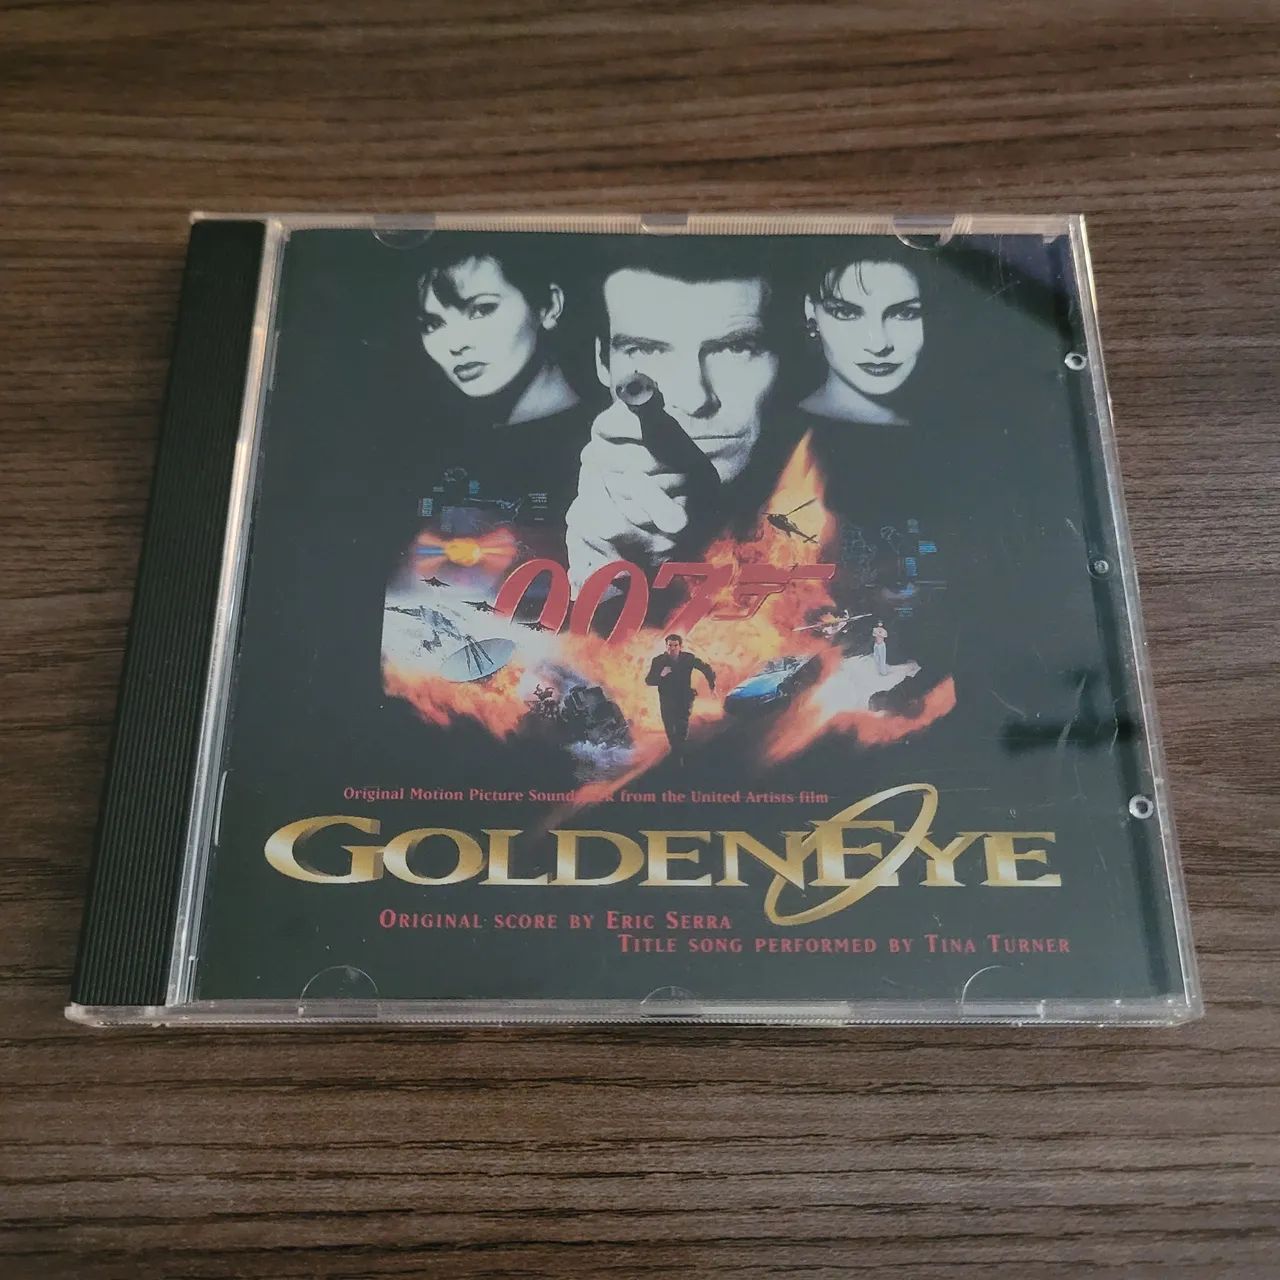 007
Original Motion Picture Soundtrack from the United Artists film
GOLDENEYE
ORIGINAL SCORE BY ERIC SERRA
TITLE SONG PERFORMED BY TINA TURNER